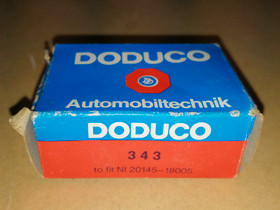 DODUCO
Automobiltechnik
DODUCO
343
to fit NI 20145-18005